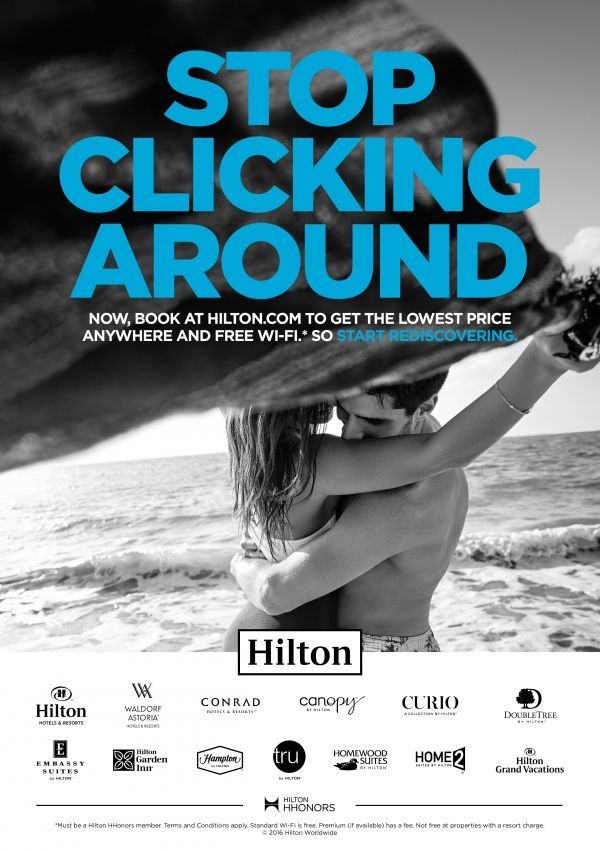 STOP
CLICKING
AROUND
NOW, BOOK AT HILTON.COM TO GET THE LOWEST PRICE
ANYWHERE AND FREE WI-FI.* SO START REDISCOVERING.
Hilton
Hilton
HOTELS & RESORTS
WALDORF
ASTORIA
HOTELS & RESORTS
CONRAD
HOTELS & RESORTS
canopy
BY HILTON
CURIO
A COLLECTION BY HILTON
DOUBLETREE
BY HILTON
E
EMBASSY
SUITES
by HILTON
Hilton
Garden
Inn
Hampton
by HILTON
tru
BY HILTON
HOMEWOOD
SUITES
BY HILTON
HOME2
SUITES BY HILTON
Hilton
Grand Vacations
HILTON
HHONORS
*Must be a Hilton HHonors member. Terms and Conditions apply. Standard Wi-Fi is free. Premium (if available) has a fee. Not free at properties with a resort charge.
© 2016 Hilton Worldwide